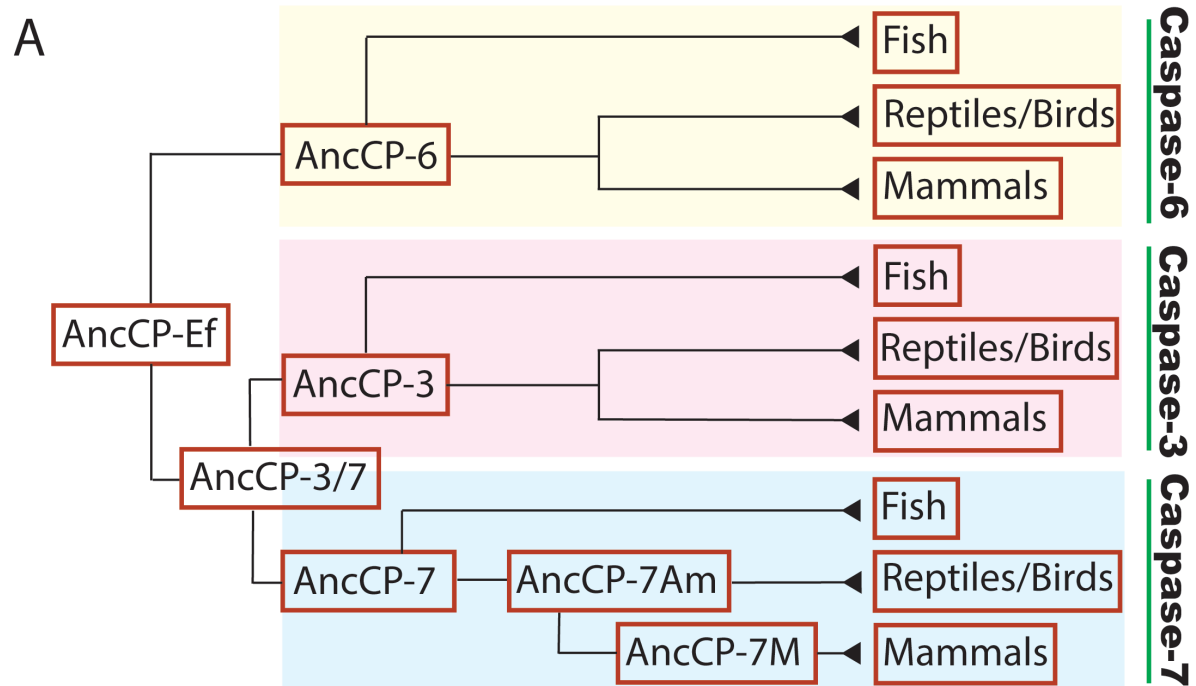 A
Fish
Reptiles/Birds
AncCP-6
Mammals
Caspase-6
Fish
AncCP-Ef
Reptiles/Birds
AncCP-3
Mammals
Caspase-3
AncCP-3/7
Fish
AncCP-7
AncCP-7Am
Reptiles/Birds
AncCP-7M
Mammals
Caspase-7